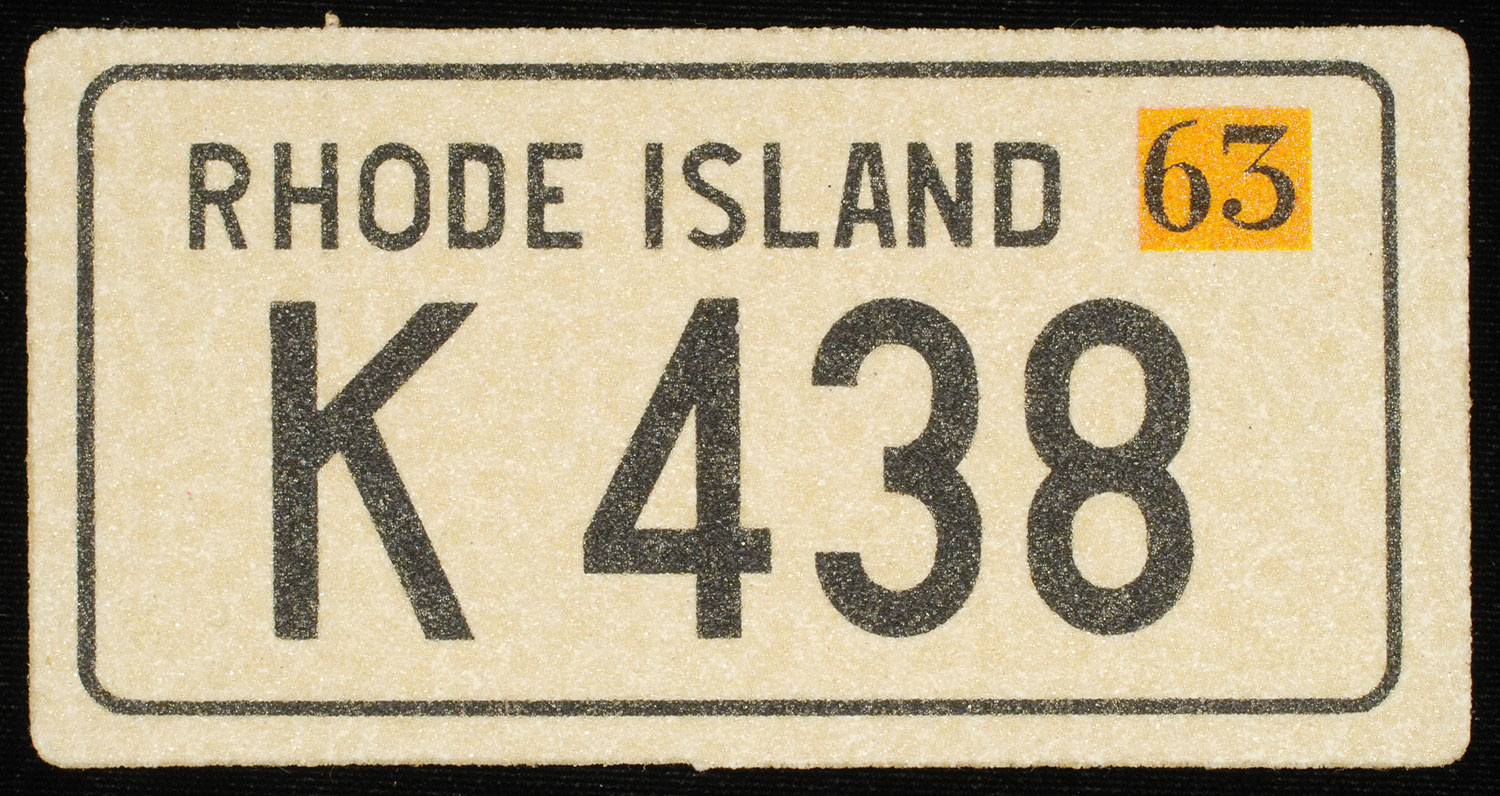 RHODE ISLAND 63
K 438